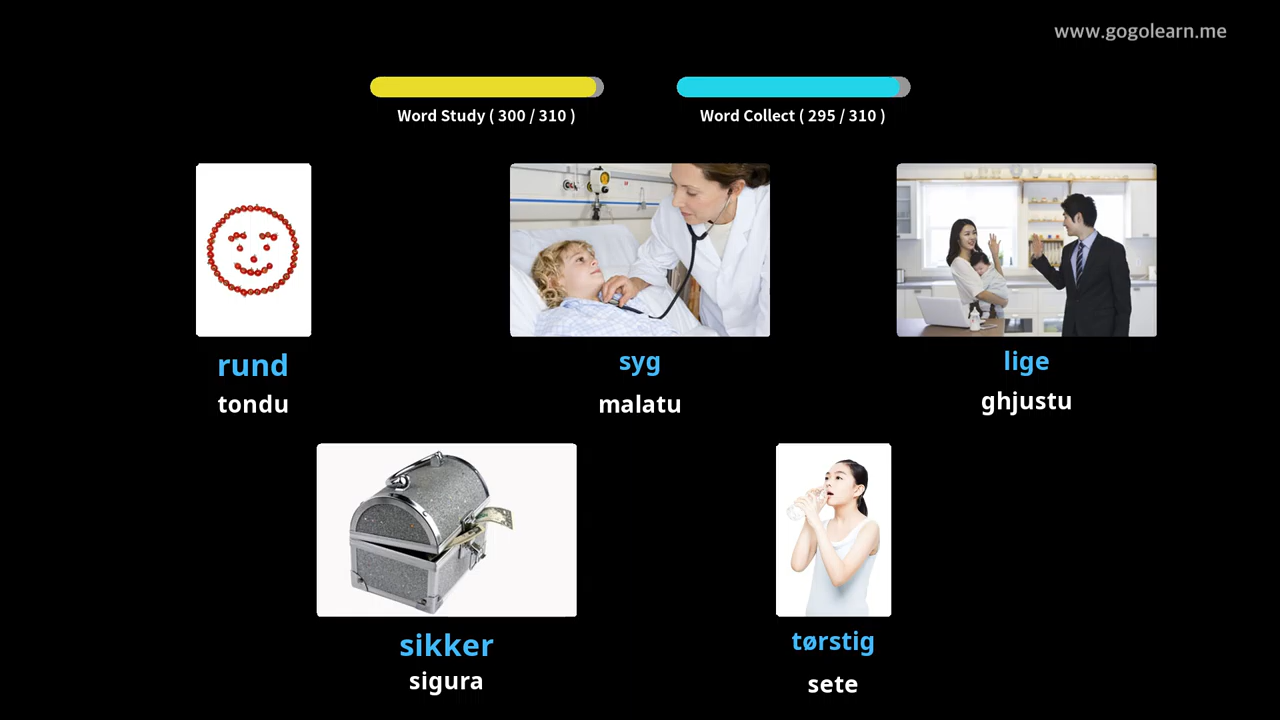 www.gogolearn.me
Word Study ( 300 / 310 )
Word Collect ( 295 / 310 )
rund
syg
lige
tondu
malatu
ghjustu
sikker
tørstig
sigura
sete